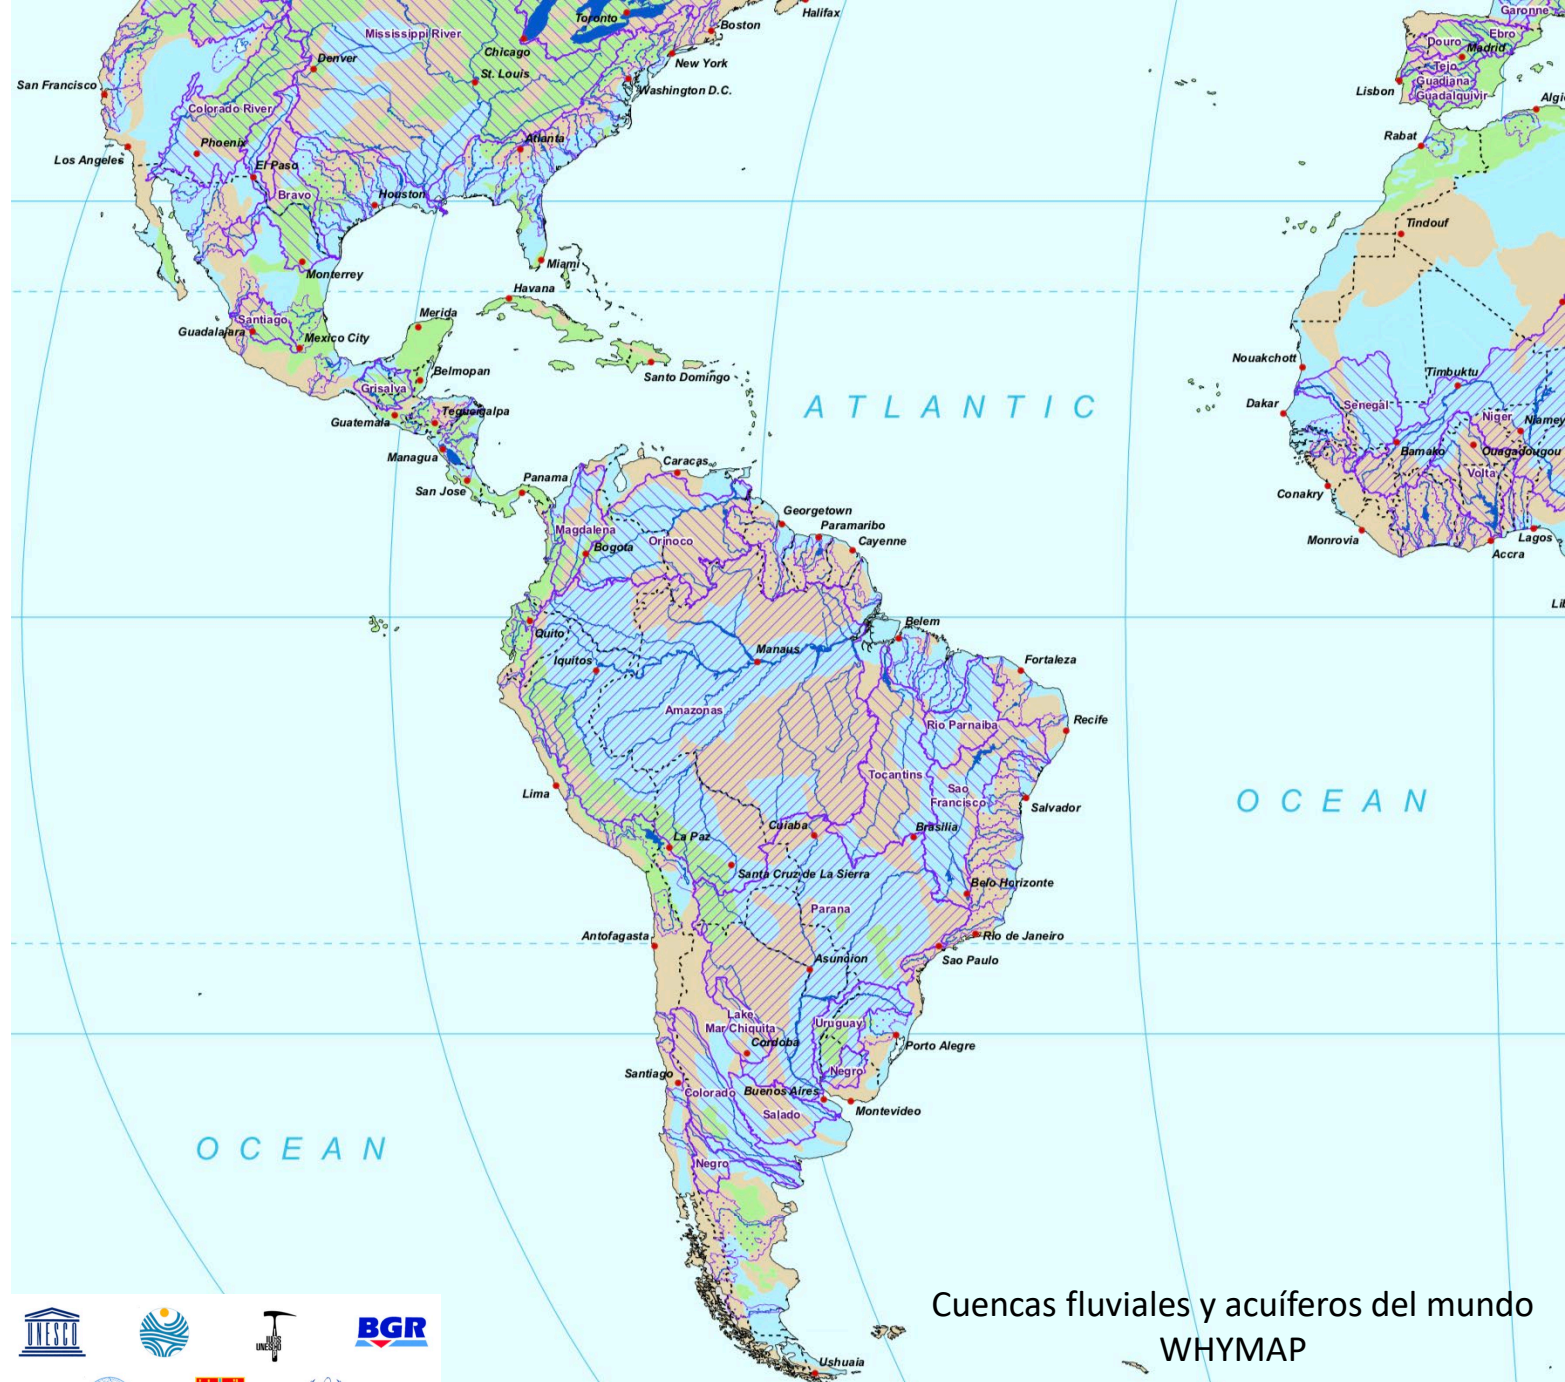 Halifax
Toronto
Boston
Mississippi River
Chicago
New York
Denver
St. Louis
Washington D.C.
San Francisco
Colorado River
Atlanta
Phoenix
Los Angeles
El Paso
Bravo
Houston
Miami
Monterrey
Havana
Santiago
Merida
Guadalajara
Mexico City
Belmopan
Santo Domingo
Grisalva
Guatemala
Tegucigalpa
Managua
San Jose
Panama
Caracas
Garonne
Douro
Ebro
Madrid
Tejo
Guadiana
Guadalquivir
Lisbon
Rabat
Tindouf
Nouakchott
Timbuktu
Dakar
Senegal
Niger
Niamey
Bamako
Ouagadougou
Volta
Conakry
Monrovia
Accra
Lagos
ATLANTIC
Georgetown
Paramaribo
Cayenne
Magdalena
Bogota
Orinoco
Quito
Belem
Manaus
Iquitos
Fortaleza
Amazonas
Rio Parnaiba
Recife
Tocantins
Sao
Francisco
Salvador
OCEAN
Lima
Cuiaba
Brasilia
La Paz
Santa Cruz de La Sierra
Belo Horizonte
Parana
Antofagasta
Rio de Janeiro
Asuncion
Sao Paulo
Lake
Mar Chiquita
Uruguay
Cordoba
Porto Alegre
Santiago
Negro
Colorado
Buenos Aires
Salado
Montevideo
OCEAN
Negro
Ushuaia
Cuencas fluviales y acuíferos del mundo
WHYMAP
UNESCO
BGR